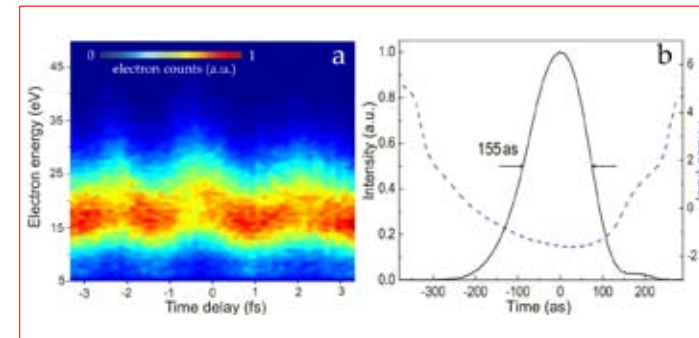 0 1
electron counts (a.u.)
a
Electron energy (eV)
45
35
25
15
5
-3 -2 -1 0 1 2 3
Time delay (fs)
b
Intensity (a.u.)
1.0
0.8
0.6
0.4
0.2
0.0
155 as
6
4
2
0
-2
-300 -200 -100 0 100 200
Time (as)